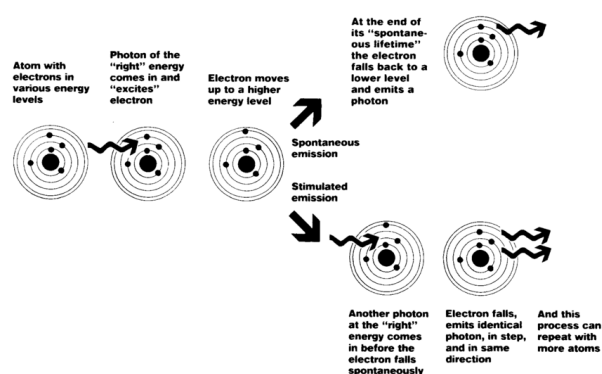 Atom with
electrons in
various energy
levels
Photon of the
"right" energy
comes in and
"excites"
electron
Electron moves
up to a higher
energy level
At the end of
its "spontane-
ous lifetime"
the electron
falls back to a
lower level
and emits a
photon
Spontaneous
emission
Stimulated
emission
Another photon
at the "right"
energy comes
in before the
electron falls
spontaneously
Electron falls,
emits identical
photon, in step,
and in same
direction
And this
process can
repeat with
more atoms